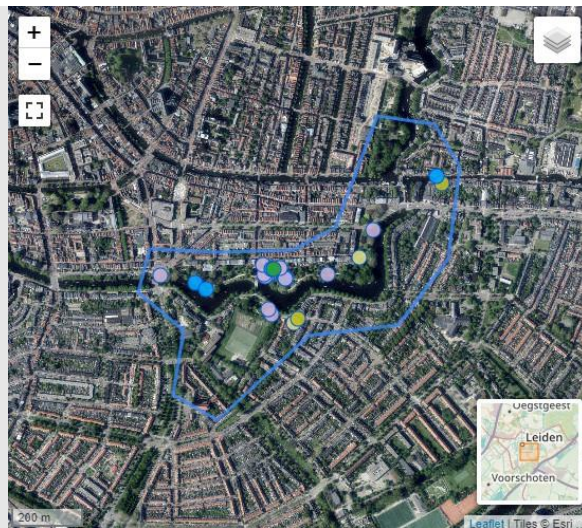 +
−
Oegstgeest
Leiden
Voorschoten
200 m
Leaflet | Tiles © Esri